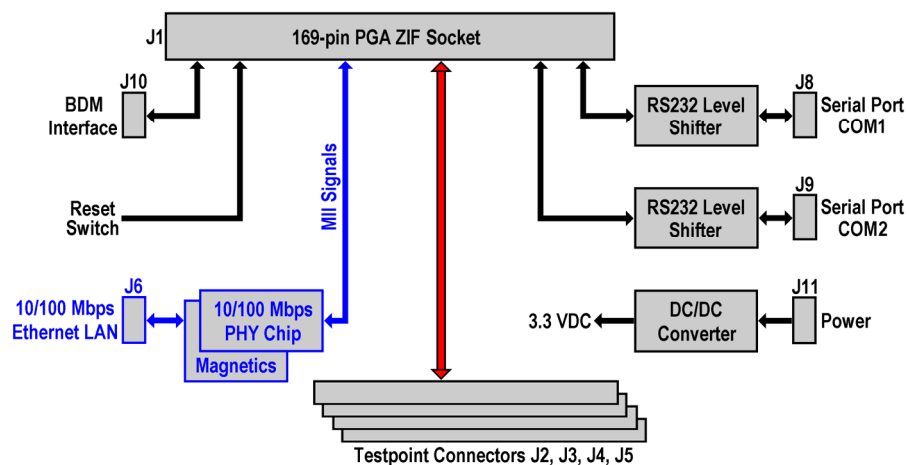 J1
169-pin PGA ZIF Socket
J10
BDM
Interface
RS232 Level
Shifter
J8
Serial Port
COM1
Reset
Switch
MII Signals
RS232 Level
Shifter
J9
Serial Port
COM2
J6
10/100 Mbps
Ethernet LAN
10/100 Mbps
PHY Chip
Magnetics
3.3 VDC
DC/DC
Converter
J11
Power
Testpoint Connectors J2, J3, J4, J5